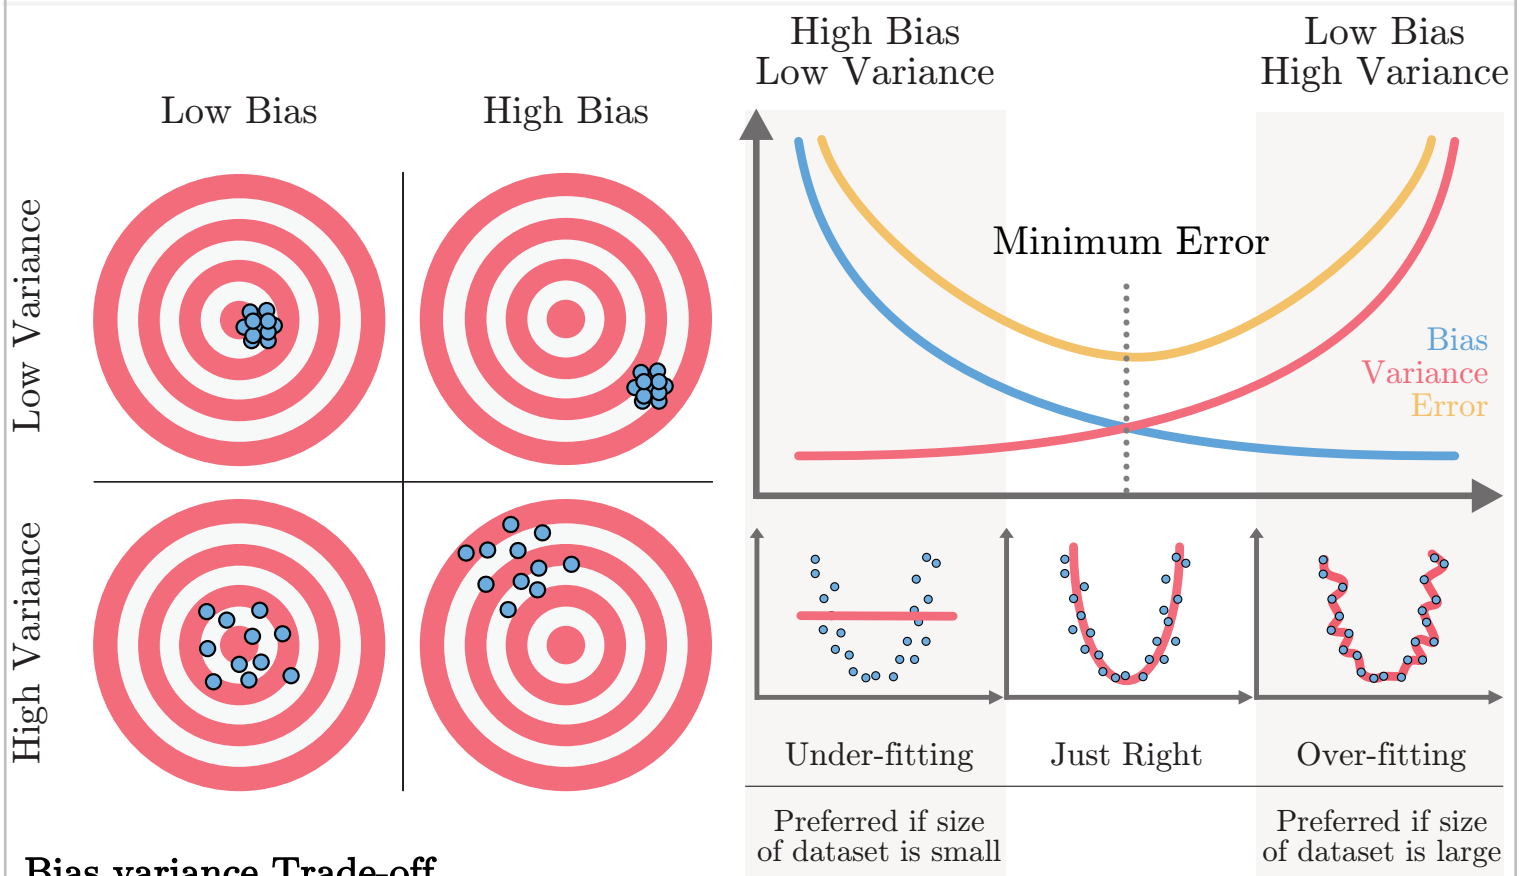 Low Bias
High Bias
Low Variance
High Variance
High Bias
Low Variance
Low Bias
High Variance
Minimum Error
Bias
Variance
Error
Under-fitting
Just Right
Over-fitting
Preferred if size
of dataset is small
Preferred if size
of dataset is large
Bias variance Trade-off